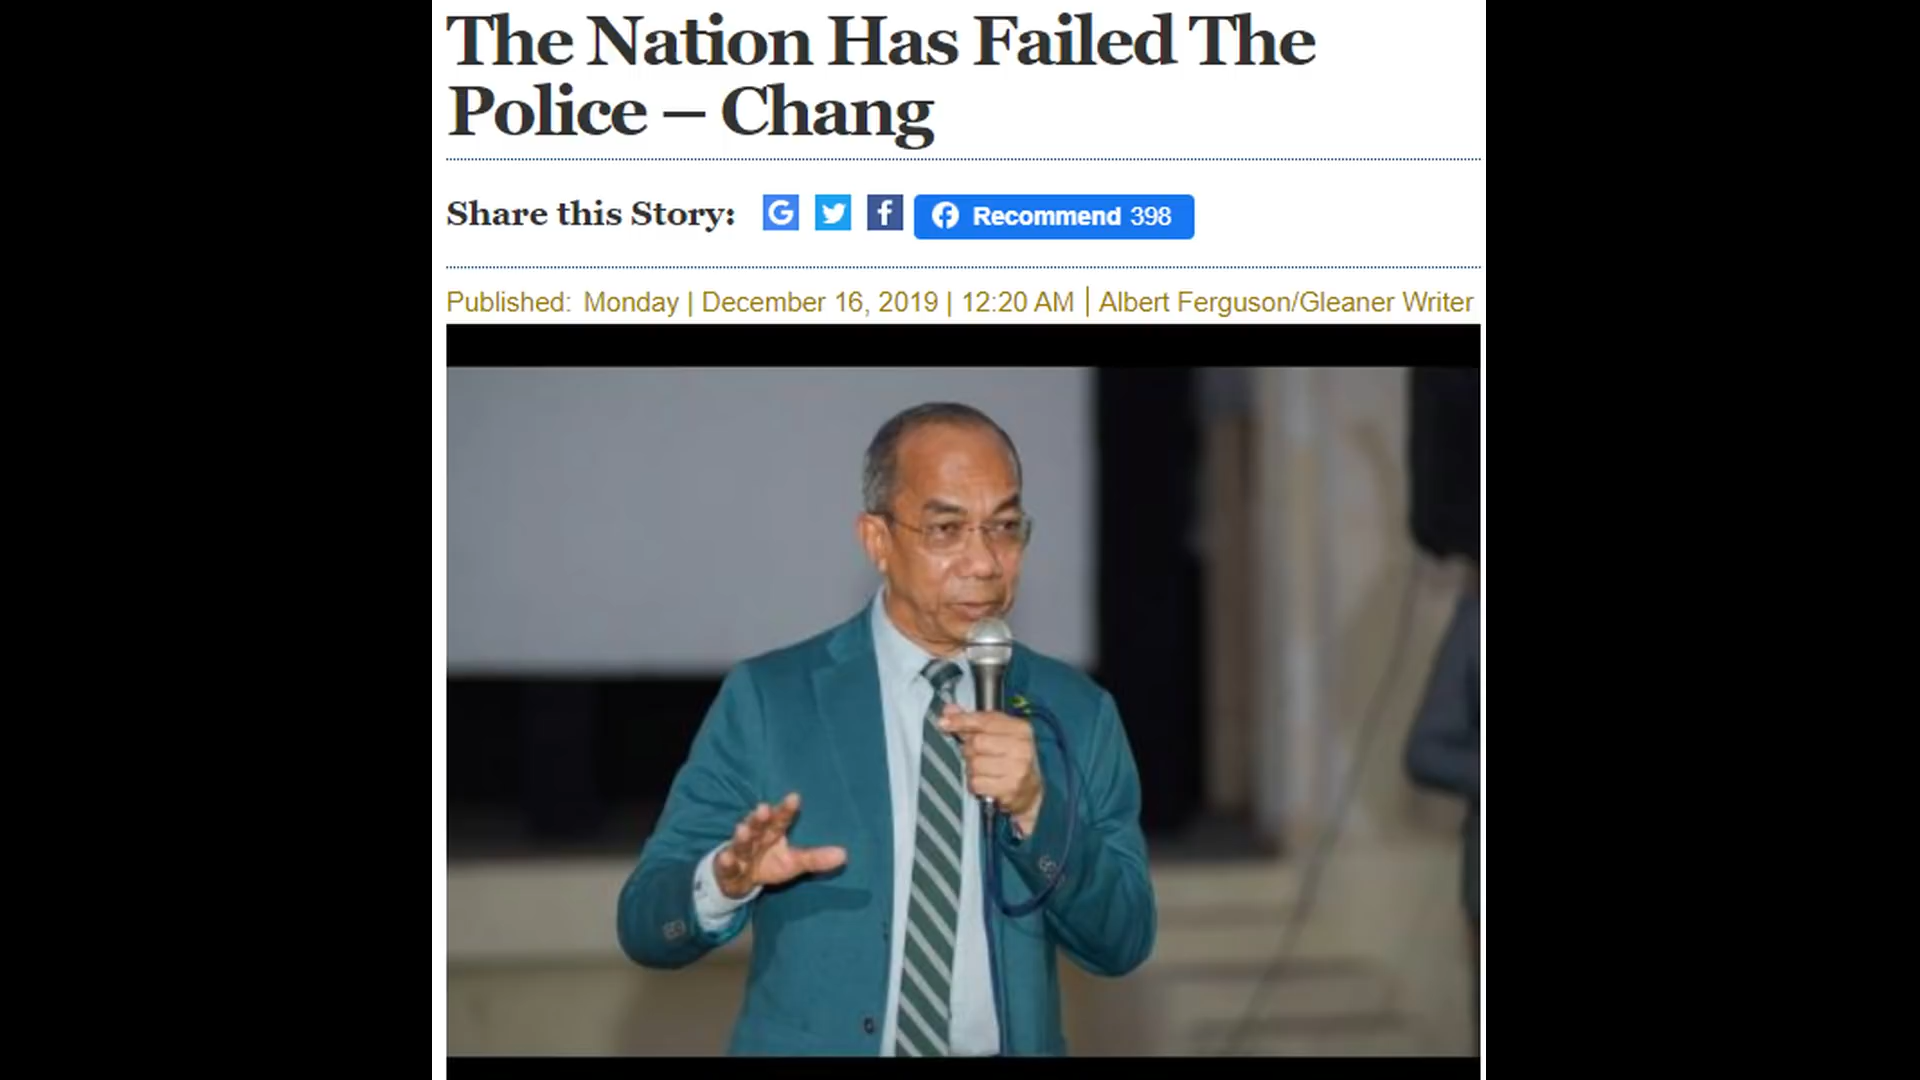 The Nation Has Failed The
Police – Chang
Share this Story: G f Recommend 398
Published: Monday | December 16, 2019 | 12:20 AM | Albert Ferguson/Gleaner Writer